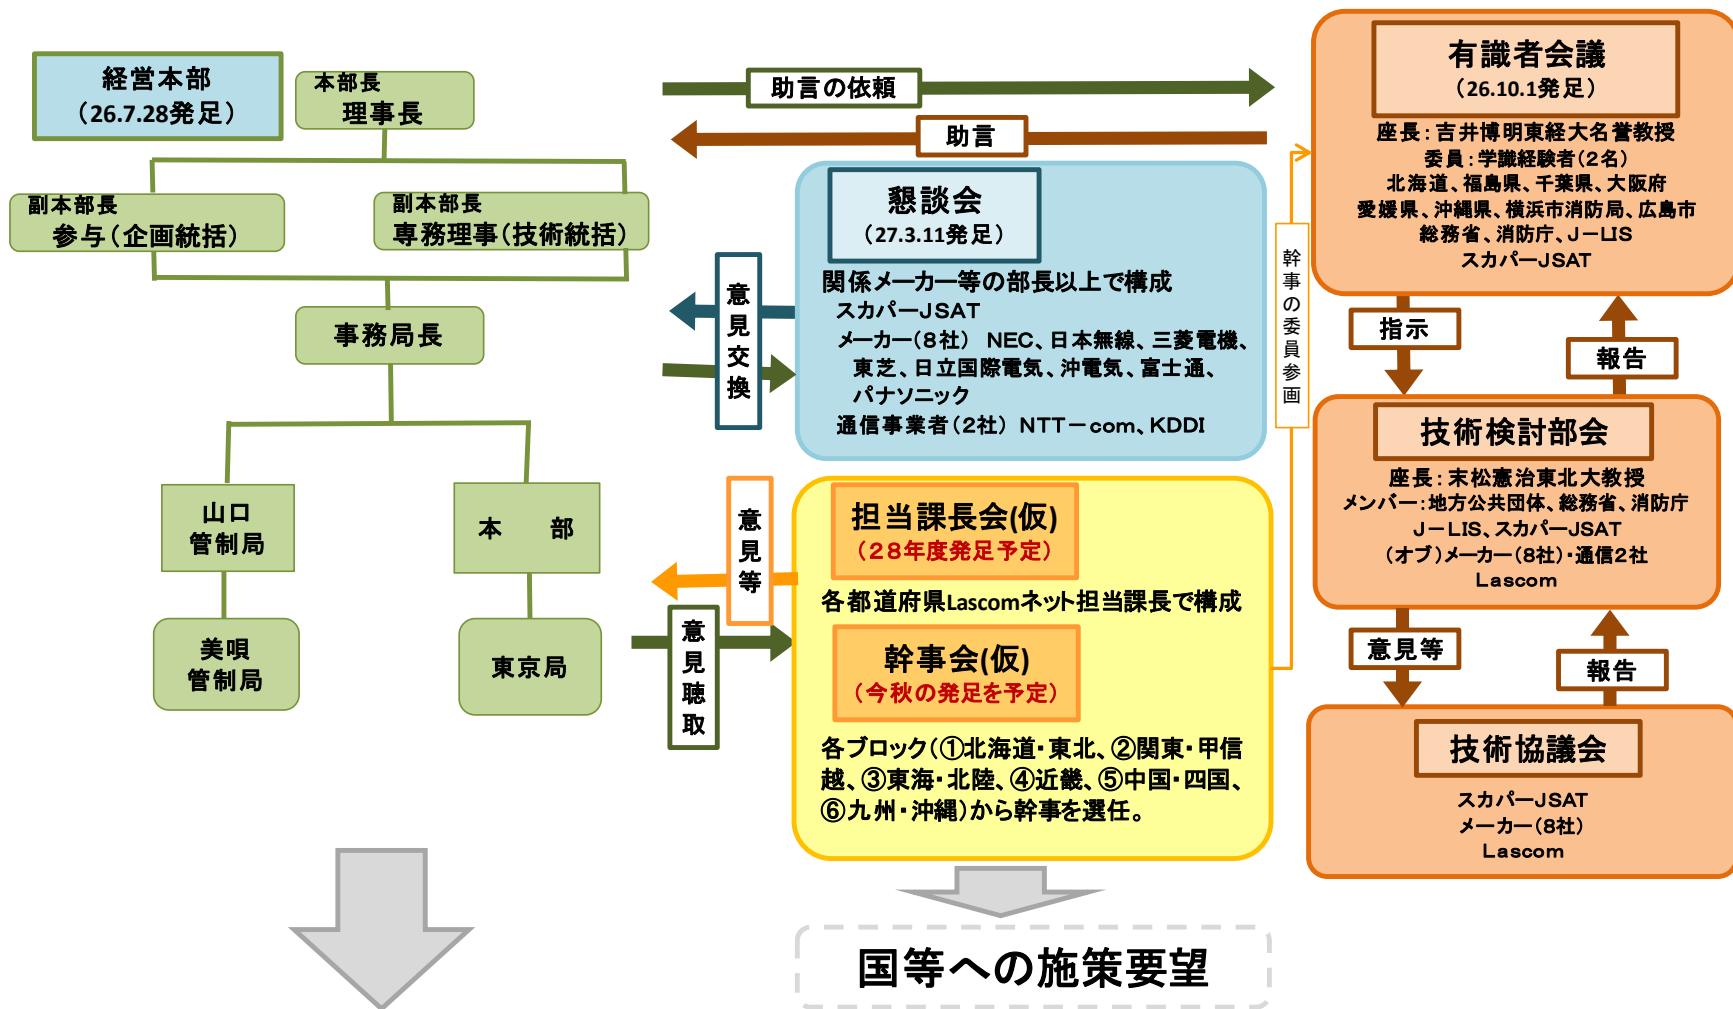 経営本部
（26.7.28発足）
本部長
理事長
副本部長
参与（企画統括）
副本部長
専務理事（技術統括）
事務局長
山口
管制局
本　部
美唄
管制局
東京局
助言の依頼
助言
意見交換
意見等
意見聴取
懇談会
（27.3.11発足）
関係メーカー等の部長以上で構成
スカパーJSAT
メーカー（８社）　NEC、日本無線、三菱電機、
東芝、日立国際電気、沖電気、富士通、
パナソニック
通信事業者（２社）　NTT－com、KDDI
担当課長会(仮)
（２８年度発足予定）
各都道府県Lascomネット担当課長で構成
幹事会(仮)
（今秋の発足を予定）
各ブロック（①北海道・東北、②関東・甲信
越、③東海・北陸、④近畿、⑤中国・四国、
⑥九州・沖縄）から幹事を選任。
国等への施策要望
幹事の委員参画
有識者会議
（26.10.1発足）
座長：吉井博明東経大名誉教授
委員：学識経験者（２名）
北海道、福島県、千葉県、大阪府
愛媛県、沖縄県、横浜市消防局、広島市
総務省、消防庁、J－LIS
スカパーJSAT
指示
報告
技術検討部会
座長：末松憲治東北大教授
メンバー：地方公共団体、総務省、消防庁
J－LIS、スカパーJSAT
（オブ）メーカー（８社）・通信２社
Lascom
意見等
報告
技術協議会
スカパーJSAT
メーカー（８社）
Lascom